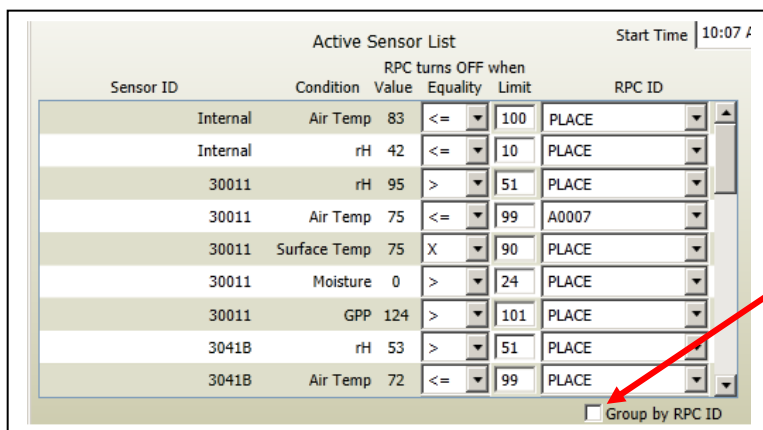 Active Sensor List Start Time 10:07 A
RPC turns OFF when
Sensor ID Condition Value Equality Limit RPC ID
Internal Air Temp 83 <= 100 PLACE
Internal rH 42 <= 10 PLACE
30011 rH 95 > 51 PLACE
30011 Air Temp 75 <= 99 A0007
30011 Surface Temp 75 X 90 PLACE
30011 Moisture 0 > 24 PLACE
30011 GPP 124 > 101 PLACE
3041B rH 53 > 51 PLACE
3041B Air Temp 72 <= 99 PLACE
Group by RPC ID